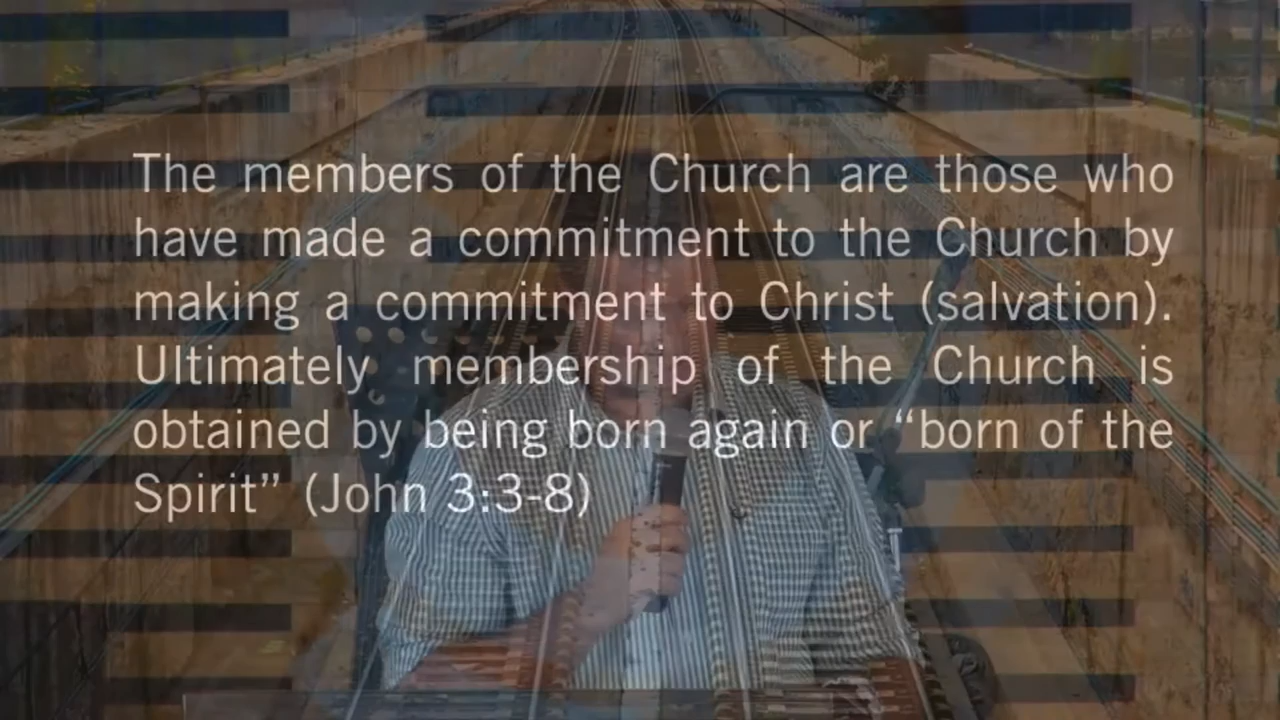 The members of the Church are those who
have made a commitment to the Church by
making a commitment to Christ (salvation).
Ultimately membership of the Church is
obtained by being born again or “born of the
Spirit” (John 3:3-8)